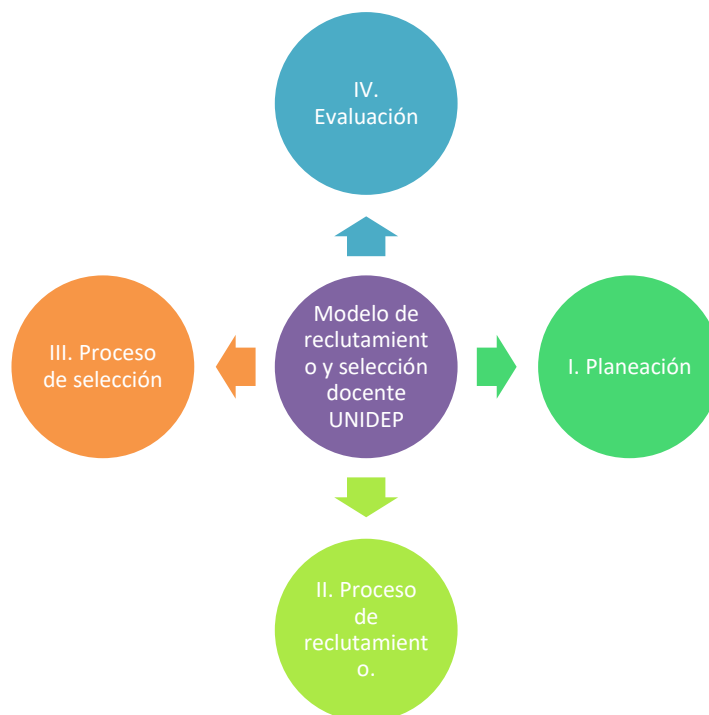 IV.
Evaluación
Modelo de
reclutamient
o y selección
docente
UNIDEP
III. Proceso
de selección
I. Planeación
II. Proceso
de
reclutamient
o.